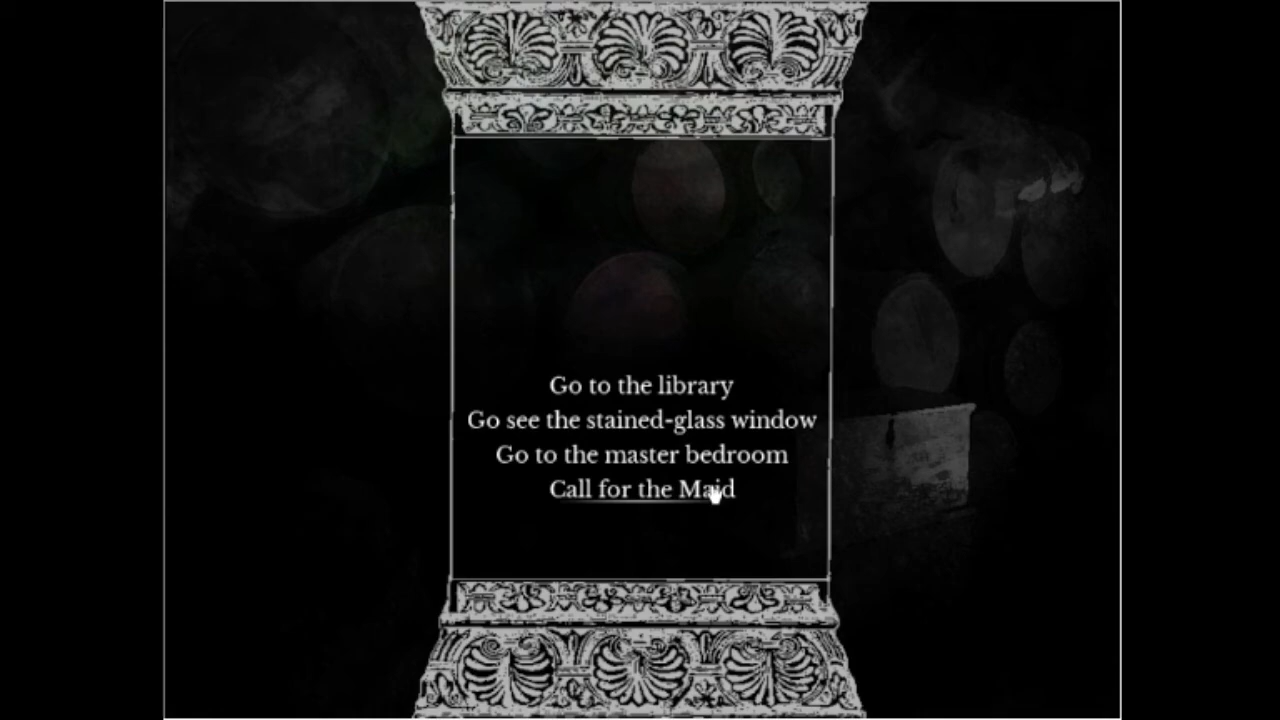 Go to the library
Go see the stained-glass window
Go to the master bedroom
Call for the Maid